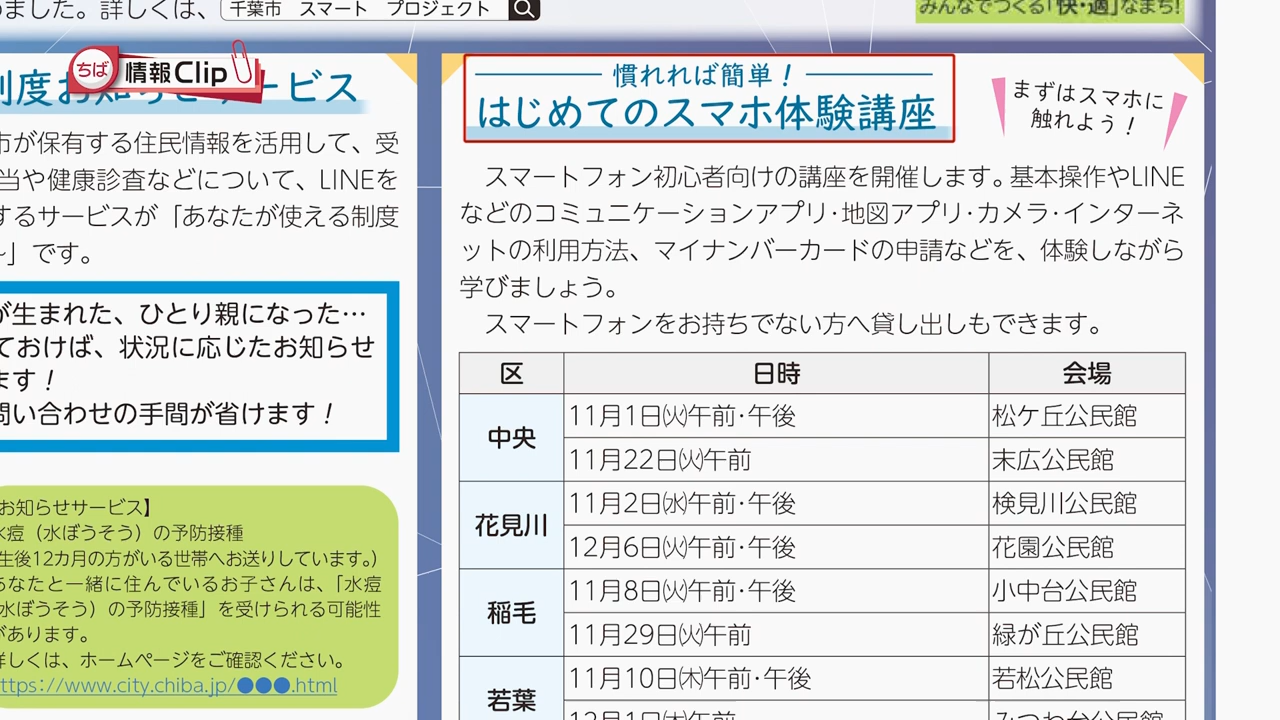 めました。詳しくは、 千葉市 スマート プロジェクト
みんなでつくる「快・適」なまち!
ちば 情報Clip
制度お知らせサービス
市が保有する住民情報を活用して、受
当や健康診査などについて、LINEを
するサービスが「あなたが使える制度
~」です。
が生まれた、ひとり親になった…
ておけば、状況に応じたお知らせ
ます!
問い合わせの手間が省けます!
お知らせサービス】
水痘(水ぼうそう)の予防接種
生後12カ月の方がいる世帯へお送りしています。)
あなたと一緒に住んでいるお子さんは、「水痘
(水ぼうそう)の予防接種」を受けられる可能性
があります。
詳しくは、ホームページをご確認ください。
ttps://www.city.chiba.jp/●●●.html
慣れれば簡単!
はじめてのスマホ体験講座
まずはスマホに
触れよう!
スマートフォン初心者向けの講座を開催します。基本操作やLINE
などのコミュニケーションアプリ・地図アプリ・カメラ・インターネ
ットの利用方法、マイナンバーカードの申請などを、体験しながら
学びましょう。
スマートフォンをお持ちでない方へ貸し出しもできます。
区 日時 会場
中央 11月1日㈫午前・午後 松ケ丘公民館
11月22日㈫午前 末広公民館
花見川 11月2日㈬午前・午後 検見川公民館
12月6日㈫午前・午後 花園公民館
稲毛 11月8日㈫午前・午後 小中台公民館
11月29日㈫午前 緑が丘公民館
若葉 11月10日㈭午前・午後 若松公民館
12月1日㈭午前 みつわ台公民館